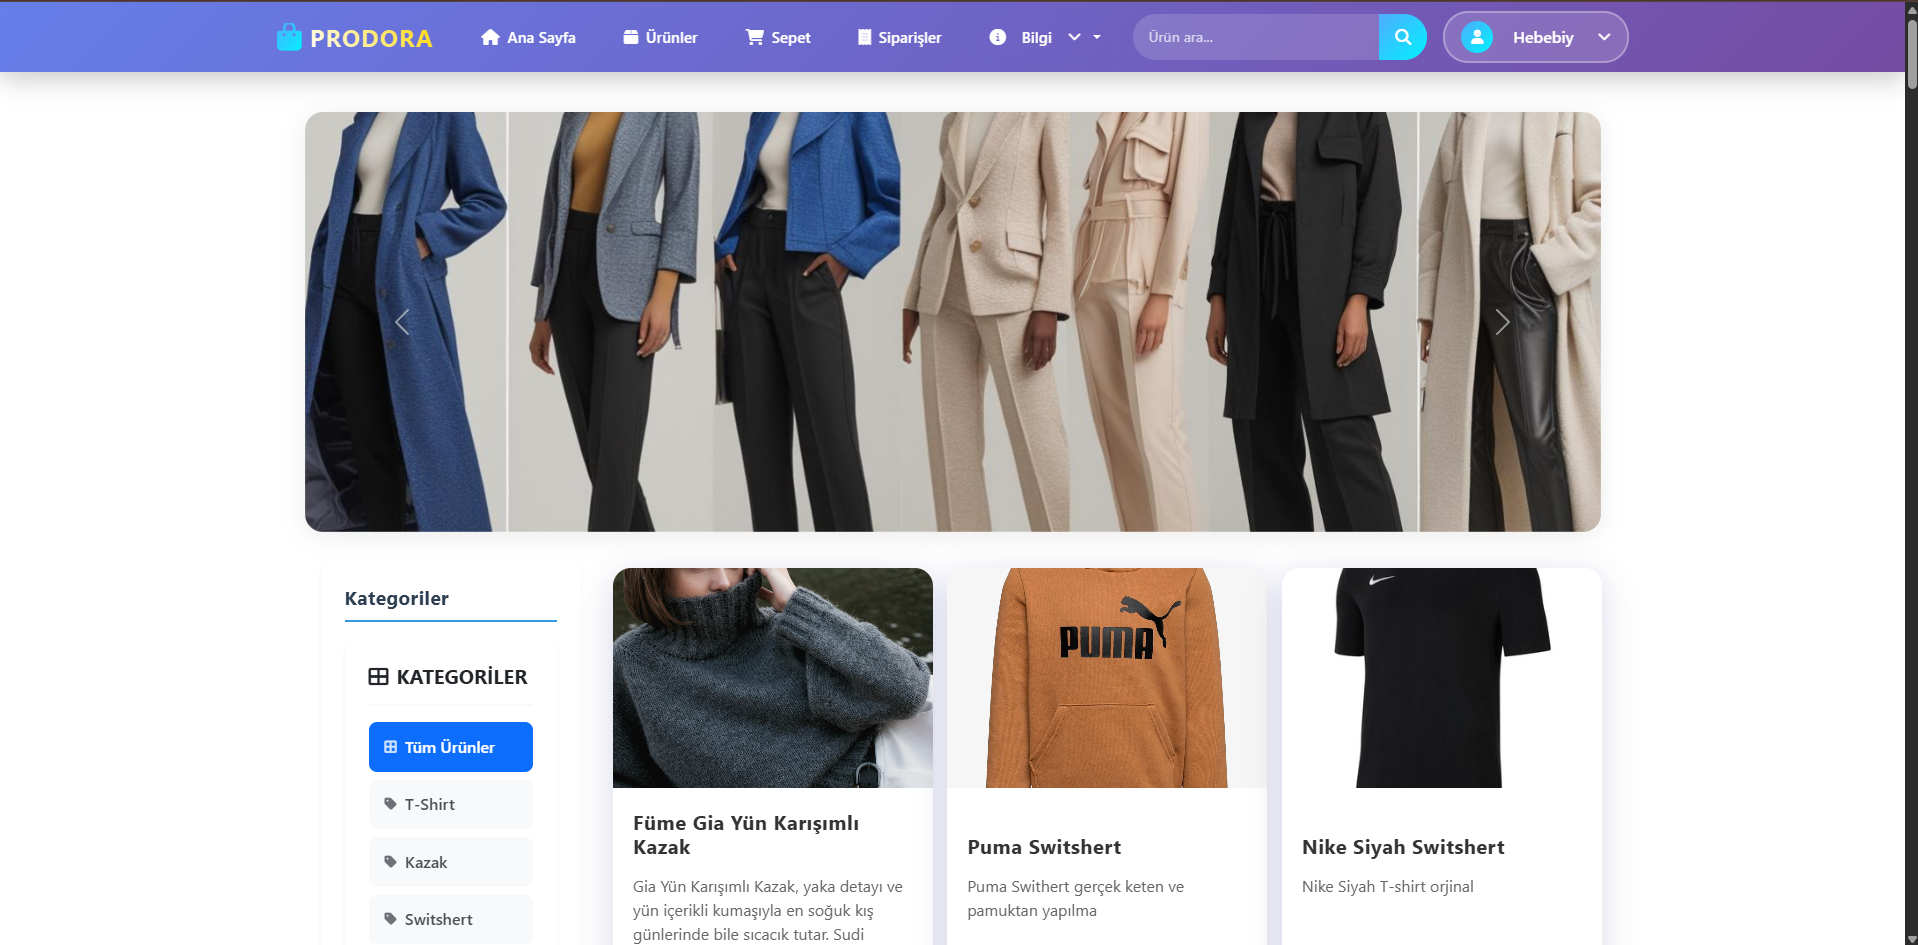 PRODORA
Ana Sayfa
Ürünler
Sepet
Siparişler
Bilgi
Ürün ara...
Hebebiy
Kategoriler
KATEGORİLER
Tüm Ürünler
T-Shirt
Kazak
Switshert
PUMA
Füme Gia Yün Karışımlı
Kazak
Gia Yün Karışımlı Kazak, yaka detayı ve
yün içerikli kumaşıyla en soğuk kış
günlerinde bile sıcacık tutar. Sudi
Puma Switshert
Puma Swithert gerçek keten ve
pamuktan yapılma
Nike Siyah Switshert
Nike Siyah T-shirt orjinal